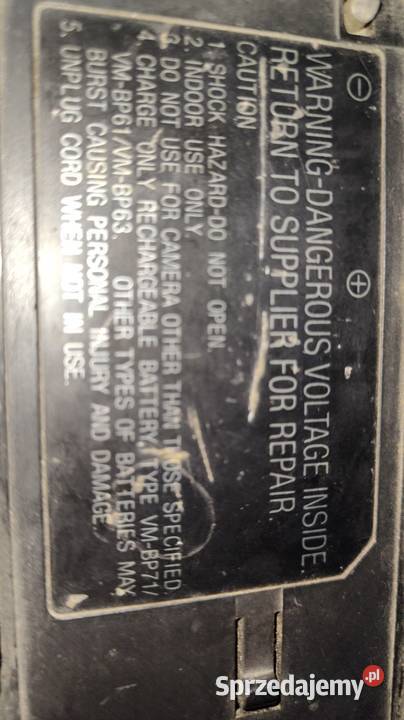 ⊖ ⊕
WARNING-DANGEROUS VOLTAGE INSIDE
RETURN TO SUPPLIER FOR REPAIR
CAUTION
1. SHOCK HAZARD-DO NOT OPEN.
2. INDOOR USE ONLY
3. DO NOT USE FOR CAMERA OTHER THAN THOSE SPECIFIED.
4. CHARGE ONLY RECHARGEABLE BATTERY, TYPE VM-BP71/
VM-BP61/VM-BP63. OTHER TYPES OF BATTERIES MAY
BURST CAUSING PERSONAL INJURY AND DAMAGE.
5. UNPLUG CORD WHEN NOT IN USE.
Sprzedajemy.pl